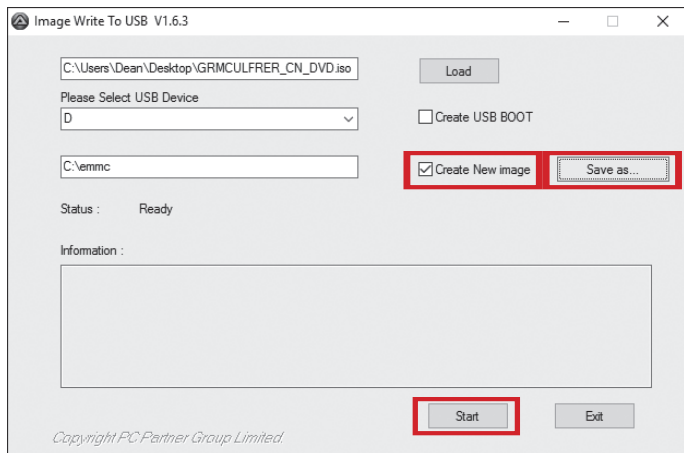 Image Write To USB V1.6.3
C:\Users\Dean\Desktop\GRMCULFRER_CN_DVD.iso
Load
Please Select USB Device
D
Create USB BOOT
C:\emmc
Create New image
Save as...
Status : Ready
Information :
Start
Exit
Copyright PC Partner Group Limited.